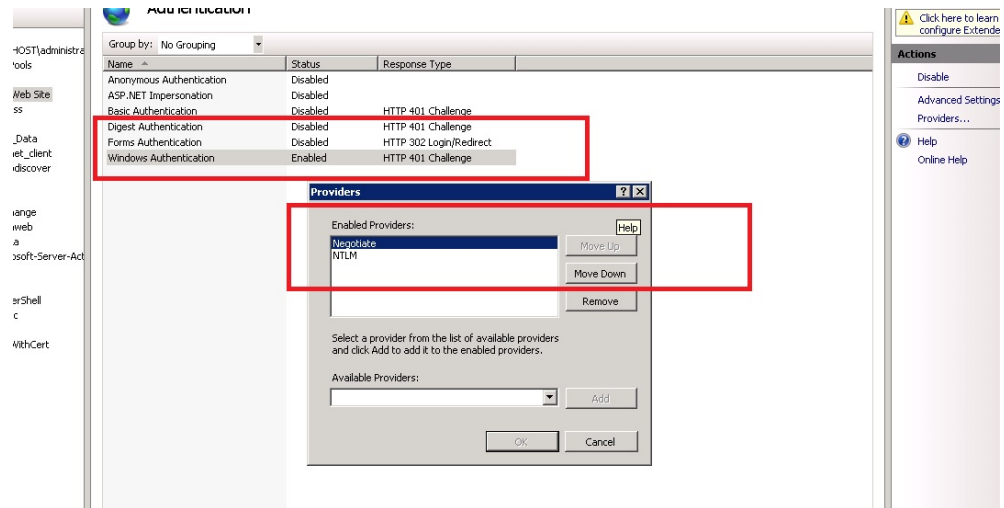 Authentication
Group by: No Grouping
Name Status Response Type
Anonymous Authentication Disabled
ASP.NET Impersonation Disabled
Basic Authentication Disabled HTTP 401 Challenge
Digest Authentication Disabled HTTP 401 Challenge
Forms Authentication Disabled HTTP 302 Login/Redirect
Windows Authentication Enabled HTTP 401 Challenge
HOST\administra
ools
Web Site
ss
_Data
et_client
discover
ange
web
a
osoft-Server-Act
erShell
c
WithCert
Providers
Enabled Providers:
Help
Negotiate
NTLM
Move Up
Move Down
Remove
Select a provider from the list of available providers
and click Add to add it to the enabled providers.
Available Providers:
Add
OK
Cancel
Click here to learn
configure Extende
Actions
Disable
Advanced Settings
Providers...
Help
Online Help